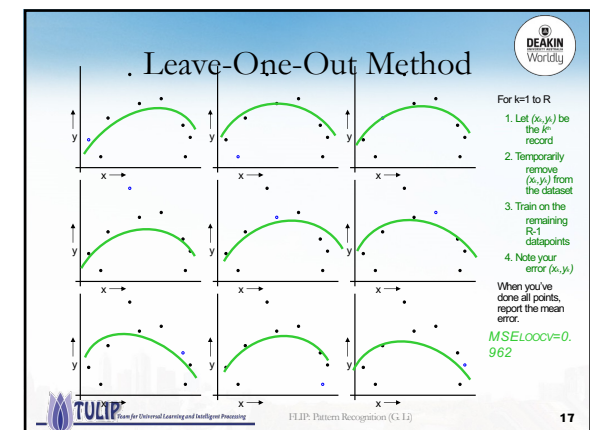 DEAKIN
UNIVERSITY AUSTRALIA
Worldly
Leave-One-Out Method
y
x
y
x
y
x
y
x
y
x
y
x
y
x
y
x
y
x
For k=1 to R
1. Let (xₖ,yₖ) be
the kᵗʰ
record
2. Temporarily
remove
(xₖ,yₖ) from
the dataset
3. Train on the
remaining
R-1
datapoints
4. Note your
error (xₖ,yₖ)
When you've
done all points,
report the mean
error.
MSELOOCV=0.
962
TULIP Team for Universal Learning and Intelligent Processing
FLIP: Pattern Recognition (G. Li)
17